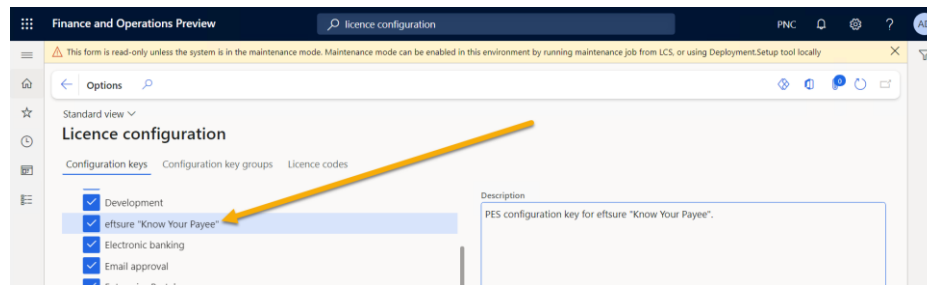 Finance and Operations Preview
licence configuration
PNC
?
This form is read-only unless the system is in the maintenance mode. Maintenance mode can be enabled in this environment by running maintenance job from LCS, or using Deployment.Setup tool locally
Options
0
Standard view
Licence configuration
Configuration keys Configuration key groups Licence codes
Development
eftsure "Know Your Payee"
Electronic banking
Email approval
Description
PES configuration key for eftsure "Know Your Payee".